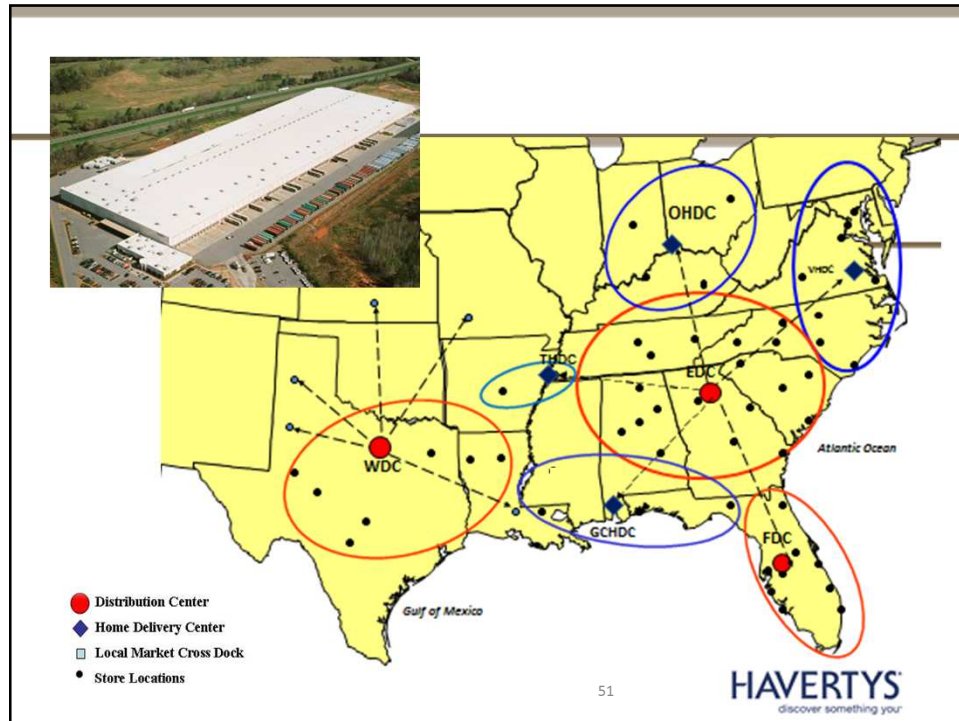 OHDC
VHDC
THDC
EDC
Atlantic Ocean
WDC
GCHDC
FDC
Gulf of Mexico
Distribution Center
Home Delivery Center
Local Market Cross Dock
Store Locations
51
HAVERTYS
discover something you